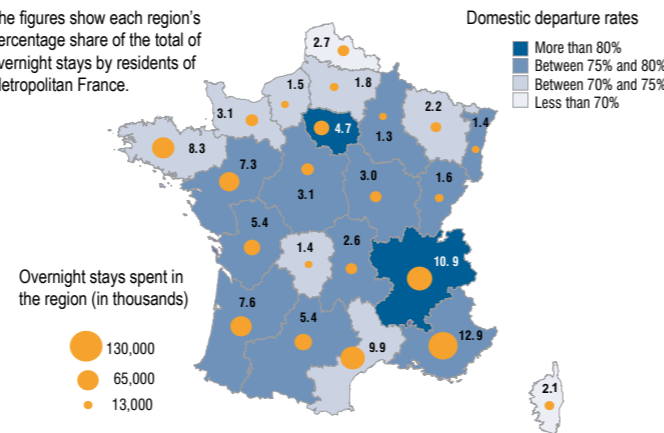 he figures show each region's
ercentage share of the total of
vernight stays by residents of
etropolitan France.
Domestic departure rates
More than 80%
Between 75% and 80%
Between 70% and 75%
Less than 70%
2.7
1.5
1.8
3.1
4.7
1.3
2.2
1.4
8.3
7.3
3.1
3.0
1.6
5.4
1.4
2.6
10. 9
7.6
5.4
9.9
12.9
2.1
Overnight stays spent in
the region (in thousands)
130,000
65,000
13,000